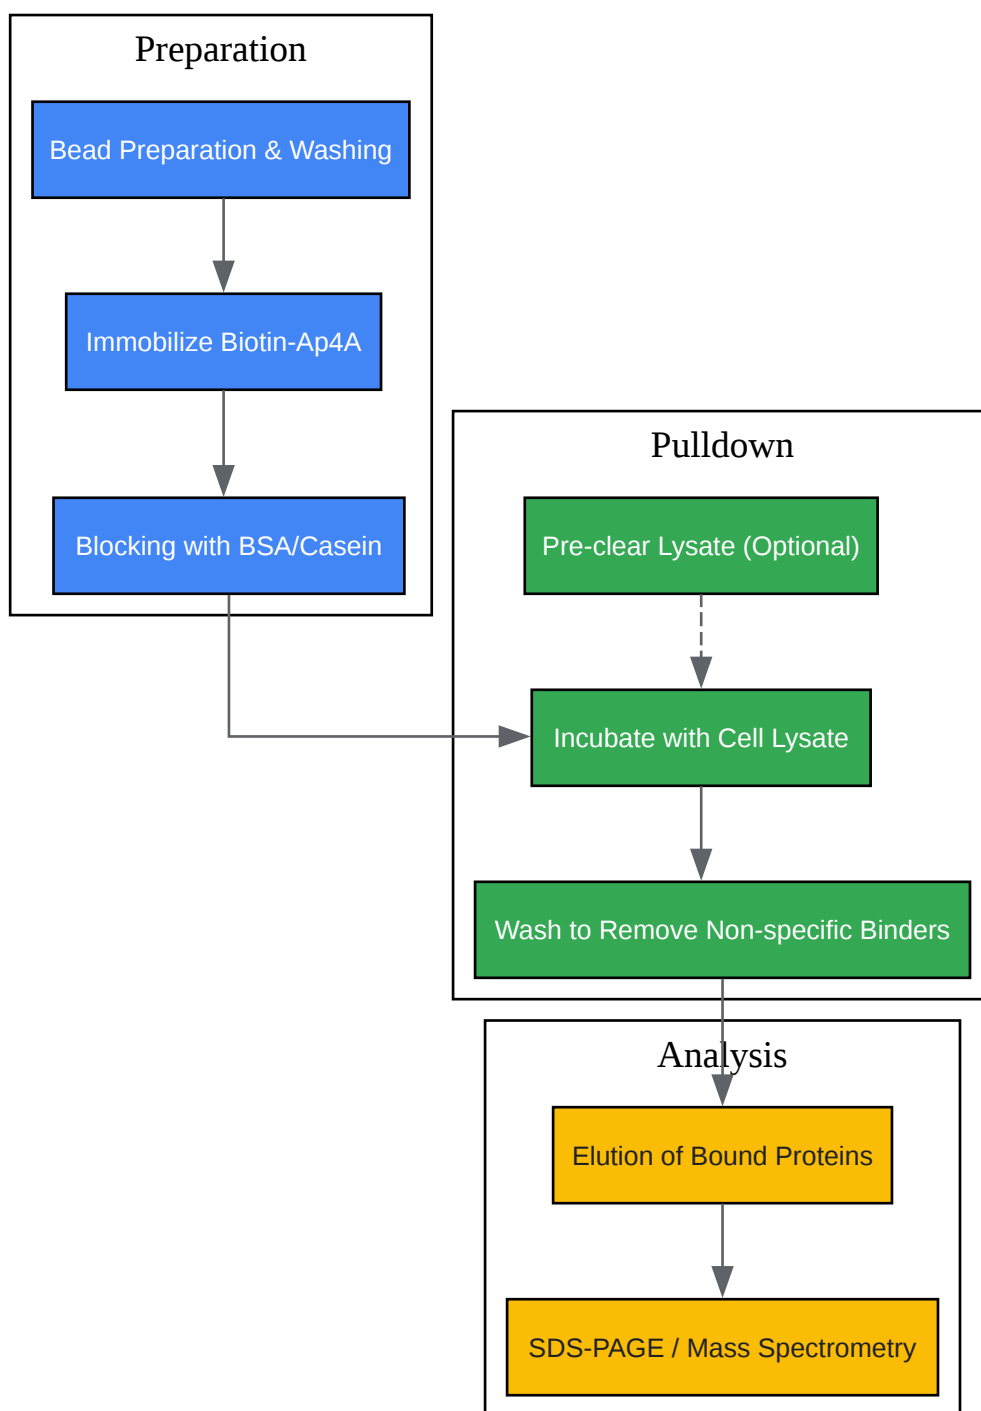 Preparation
Bead Preparation & Washing
Immobilize Biotin-Ap4A
Blocking with BSA/Casein
Pulldown
Pre-clear Lysate (Optional)
Incubate with Cell Lysate
Wash to Remove Non-specific Binders
Analysis
Elution of Bound Proteins
SDS-PAGE / Mass Spectrometry